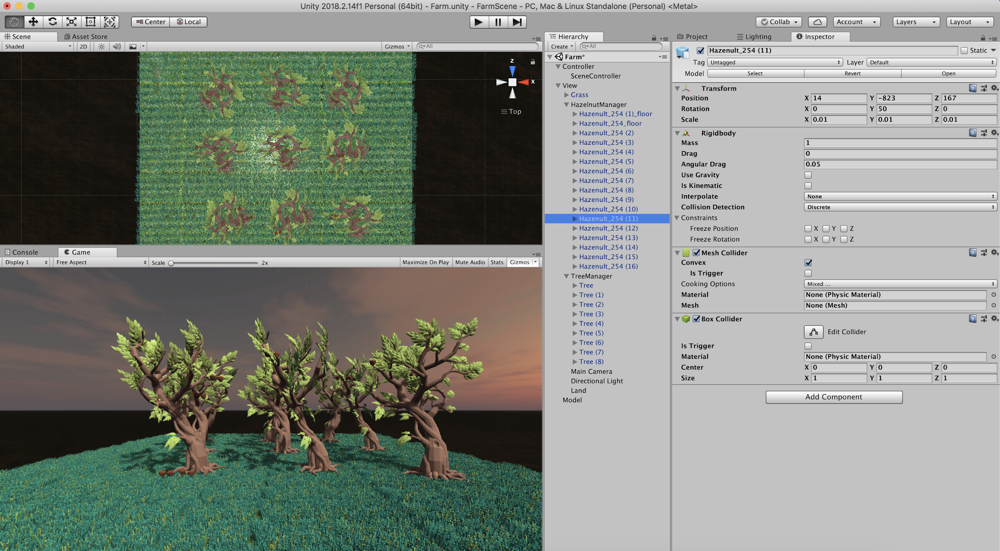 Unity 2018.2.14f1 Personal (64bit) - Farm.unity - FarmScene - PC, Mac & Linux Standalone (Personal) <Metal>
Center Local Collab Account Layers Layout
Scene Asset Store
Shaded 2D Gizmos All
z
x
Top
Console Game
Display 1 Free Aspect Scale 2x Maximize On Play Mute Audio Stats Gizmos
Hierarchy
Create All
Farm*
Controller
SceneController
View
Grass
HazelnutManager
Hazenult_254 (1)_floor
Hazenult_254_floor
Hazenult_254 (2)
Hazenult_254 (3)
Hazenult_254 (4)
Hazenult_254 (5)
Hazenult_254 (6)
Hazenult_254 (7)
Hazenult_254 (8)
Hazenult_254 (9)
Hazenult_254 (10)
Hazenult_254 (11)
Hazenult_254 (12)
Hazenult_254 (13)
Hazenult_254 (14)
Hazenult_254 (15)
Hazenult_254 (16)
TreeManager
Tree
Tree (1)
Tree (2)
Tree (3)
Tree (4)
Tree (5)
Tree (6)
Tree (7)
Tree (8)
Main Camera
Directional Light
Land
Model
Project Lighting Inspector
Hazenult_254 (11) Static
Tag Untagged Layer Default
Model Select Revert Open
Transform
Position X 14 Y -823 Z 167
Rotation X 0 Y 50 Z 0
Scale X 0.01 Y 0.01 Z 0.01
Rigidbody
Mass 1
Drag 0
Angular Drag 0.05
Use Gravity
Is Kinematic
Interpolate None
Collision Detection Discrete
Constraints
Freeze Position X Y Z
Freeze Rotation X Y Z
Mesh Collider
Convex
Is Trigger
Cooking Options Mixed ...
Material None (Physic Material)
Mesh None (Mesh)
Box Collider
Edit Collider
Is Trigger
Material None (Physic Material)
Center X 0 Y 0 Z 0
Size X 1 Y 1 Z 1
Add Component